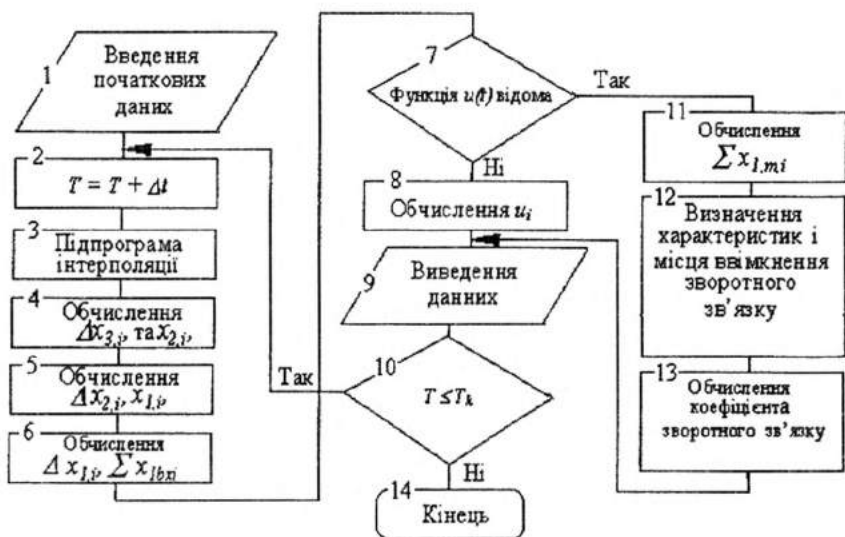 1
Введення
початкових
даних
2
T = T + Δt
3
Підпрограма
інтерполяції
4
Обчислення
Δx3,i, та x2,i,
5
Обчислення
Δx2,i, x1,i,
6
Обчислення
Δ x1,i, Σ x1bxi
7
Функція u(t) відома
Так
Ні
8
Обчислення ui
9
Виведення
данних
10
T ≤ Tk
Так
Ні
14
Кінець
11
Обчислення
Σ x1,mi
12
Визначення
характеристик і
місця ввімкнення
зворотного
зв'язку
13
Обчислення
коефіцієнта
зворотного зв'язку